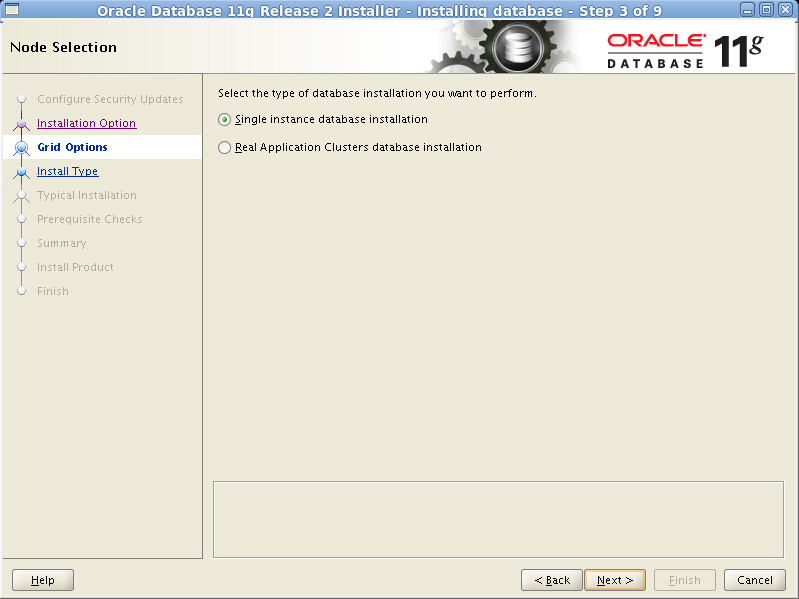 Oracle Database 11g Release 2 Installer - Installing database - Step 3 of 9
Node Selection
ORACLE
DATABASE
11g
Configure Security Updates
Installation Option
Grid Options
Install Type
Typical Installation
Prerequisite Checks
Summary
Install Product
Finish
Select the type of database installation you want to perform.
Single instance database installation
Real Application Clusters database installation
Help
< Back
Next >
Finish
Cancel